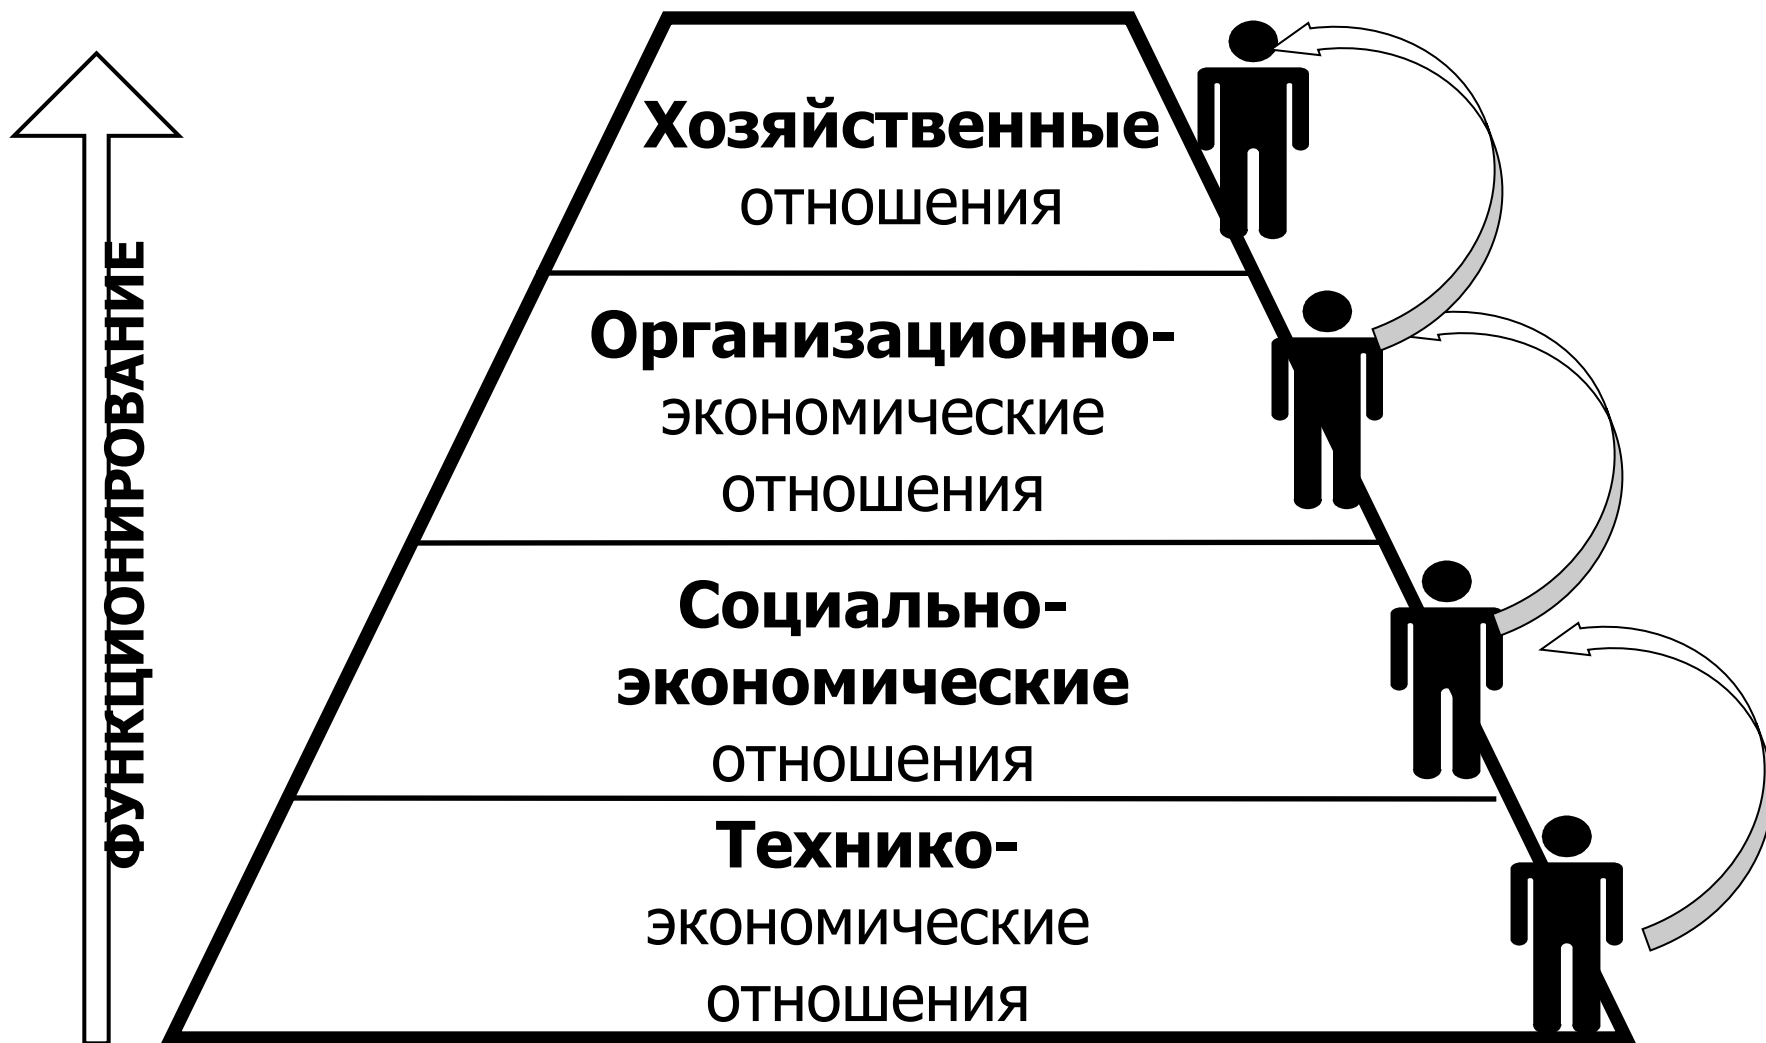 ФУНКЦИОНИРОВАНИЕ
Хозяйственные
отношения
Организационно-
экономические
отношения
Социально-
экономические
отношения
Технико-
экономические
отношения